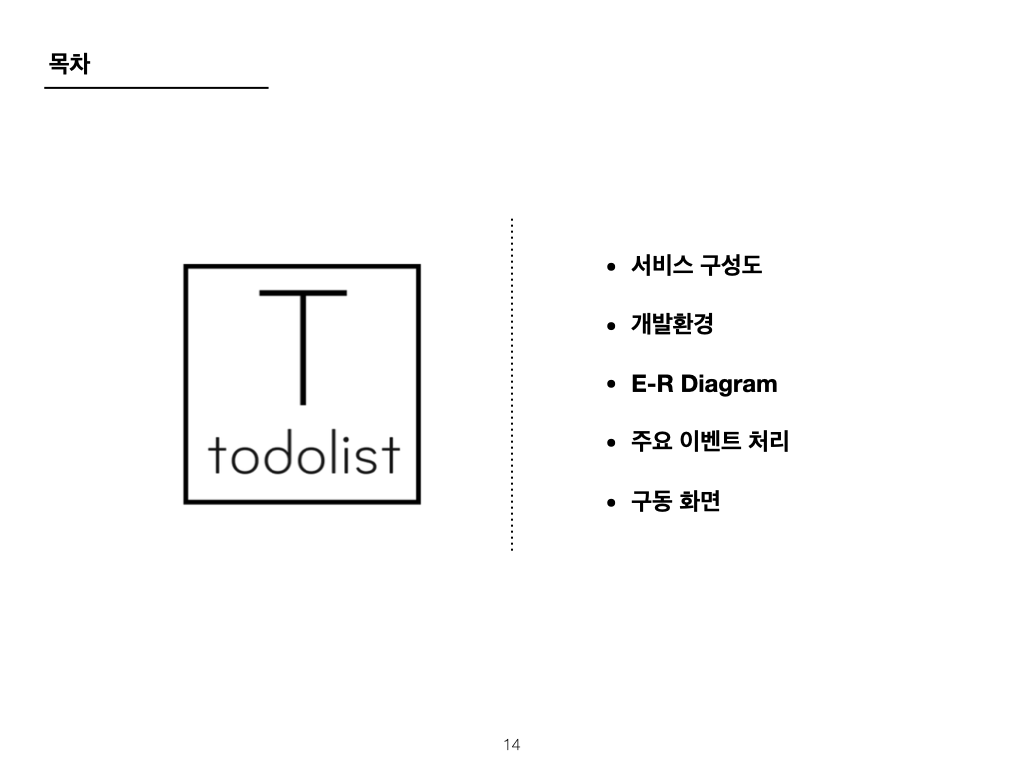 목차
T
todolist
• 서비스 구성도
• 개발환경
• E-R Diagram
• 주요 이벤트 처리
• 구동 화면
14